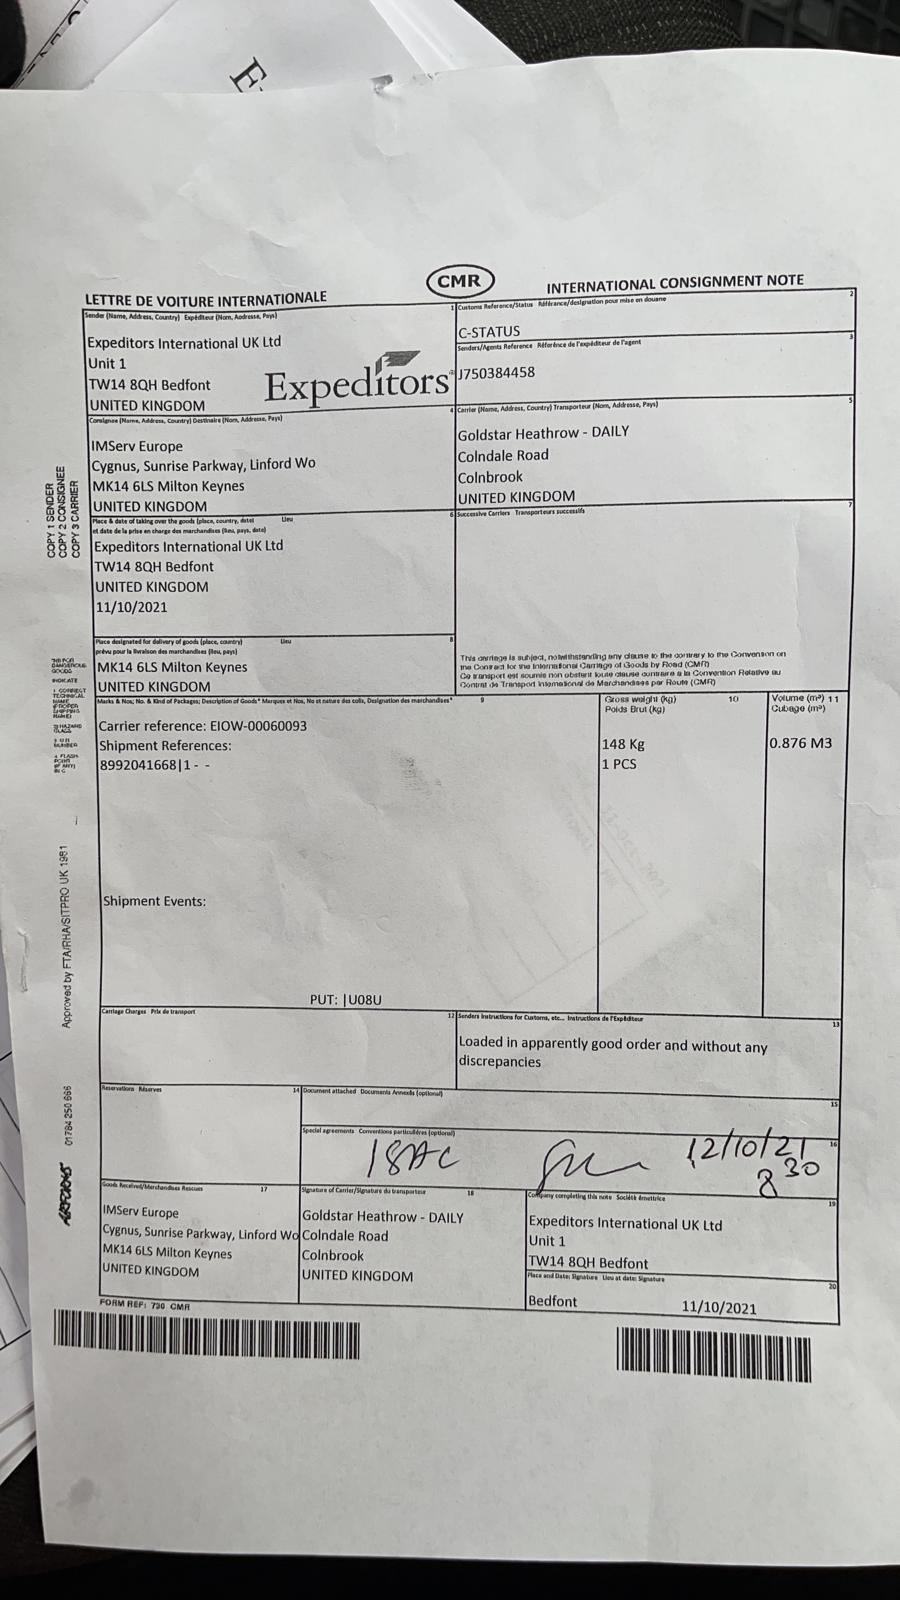 CMR
LETTRE DE VOITURE INTERNATIONALE
INTERNATIONAL CONSIGNMENT NOTE
Sender (Name, Address, Country) Expéditeur (Nom, Addresse, Pays)
1
Expeditors International UK Ltd
Unit 1
TW14 8QH Bedfont
UNITED KINGDOM
Expeditors
Customs Reference/Status Référance/designation pour mise en douane
2
C-STATUS
Senders/Agents Reference Référence de l'expéditeur de l'agent
3
J750384458
Consignee (Name, Address, Country) Destinaire (Nom, Addresse, Pays)
4
IMServ Europe
Cygnus, Sunrise Parkway, Linford Wo
MK14 6LS Milton Keynes
UNITED KINGDOM
Carrier (Name, Address, Country) Transporteur (Nom, Addresse, Pays)
5
Goldstar Heathrow - DAILY
Colndale Road
Colnbrook
UNITED KINGDOM
Place & date of taking over the goods (place, country, date) Lieu
6
et date de la prise en charge des marchandises (lieu, pays, date)
Expeditors International UK Ltd
TW14 8QH Bedfont
UNITED KINGDOM
11/10/2021
Successive Carriers Transporteurs successifs
7
Place designated for delivery of goods (place, country) Lieu
8
prévu pour la livraison des marchandises (lieu, pays)
MK14 6LS Milton Keynes
UNITED KINGDOM
This carriage is subject, notwithstanding any clause to the contrary to the Convention on
the Contract for the International Carriage of Goods by Road (CMR)
Ce transport est soumis non obstant toute clause contraire a la Convention Relative au
Contrat de Transport International de Marchandises par Route (CMR)
Marks & Nos; No. & Kind of Packages; Description of Goods* Marques et Nos, No et nature des colis, Designation des marchandises*
9
Gross weight (kg) 10
Poids Brut (kg)
Volume (m³) 11
Cubage (m³)
Carrier reference: EIOW-00060093
Shipment References:
8992041668|1 - -
148 Kg
1 PCS
0.876 M3
Shipment Events:
PUT: |U08U
Carriage Charges Prix de transport
12
Senders Instructions for Customs, etc... Instructions de l'Expéditeur
13
Loaded in apparently good order and without any
discrepancies
Reservations Réserves
14
Document attached Documents Annexés (optional)
15
Special agreements Conventions particulières (optional)
16
12/10/21
8 30
Goods Received/Merchandises Rescues 17
IMServ Europe
Cygnus, Sunrise Parkway, Linford Wo
MK14 6LS Milton Keynes
UNITED KINGDOM
Signature of Carrier/Signature du transporteur 18
Goldstar Heathrow - DAILY
Colndale Road
Colnbrook
UNITED KINGDOM
Company completing this note Société émettrice
19
Expeditors International UK Ltd
Unit 1
TW14 8QH Bedfont
Place and Date; Signature Lieu et date; Signature
20
Bedfont 11/10/2021
FORM REF: 730 CMR
COPY 1 SENDER
COPY 2 CONSIGNEE
COPY 3 CARRIER
Approved by FTA/RHA/SITPRO UK 1981
01784 250 666